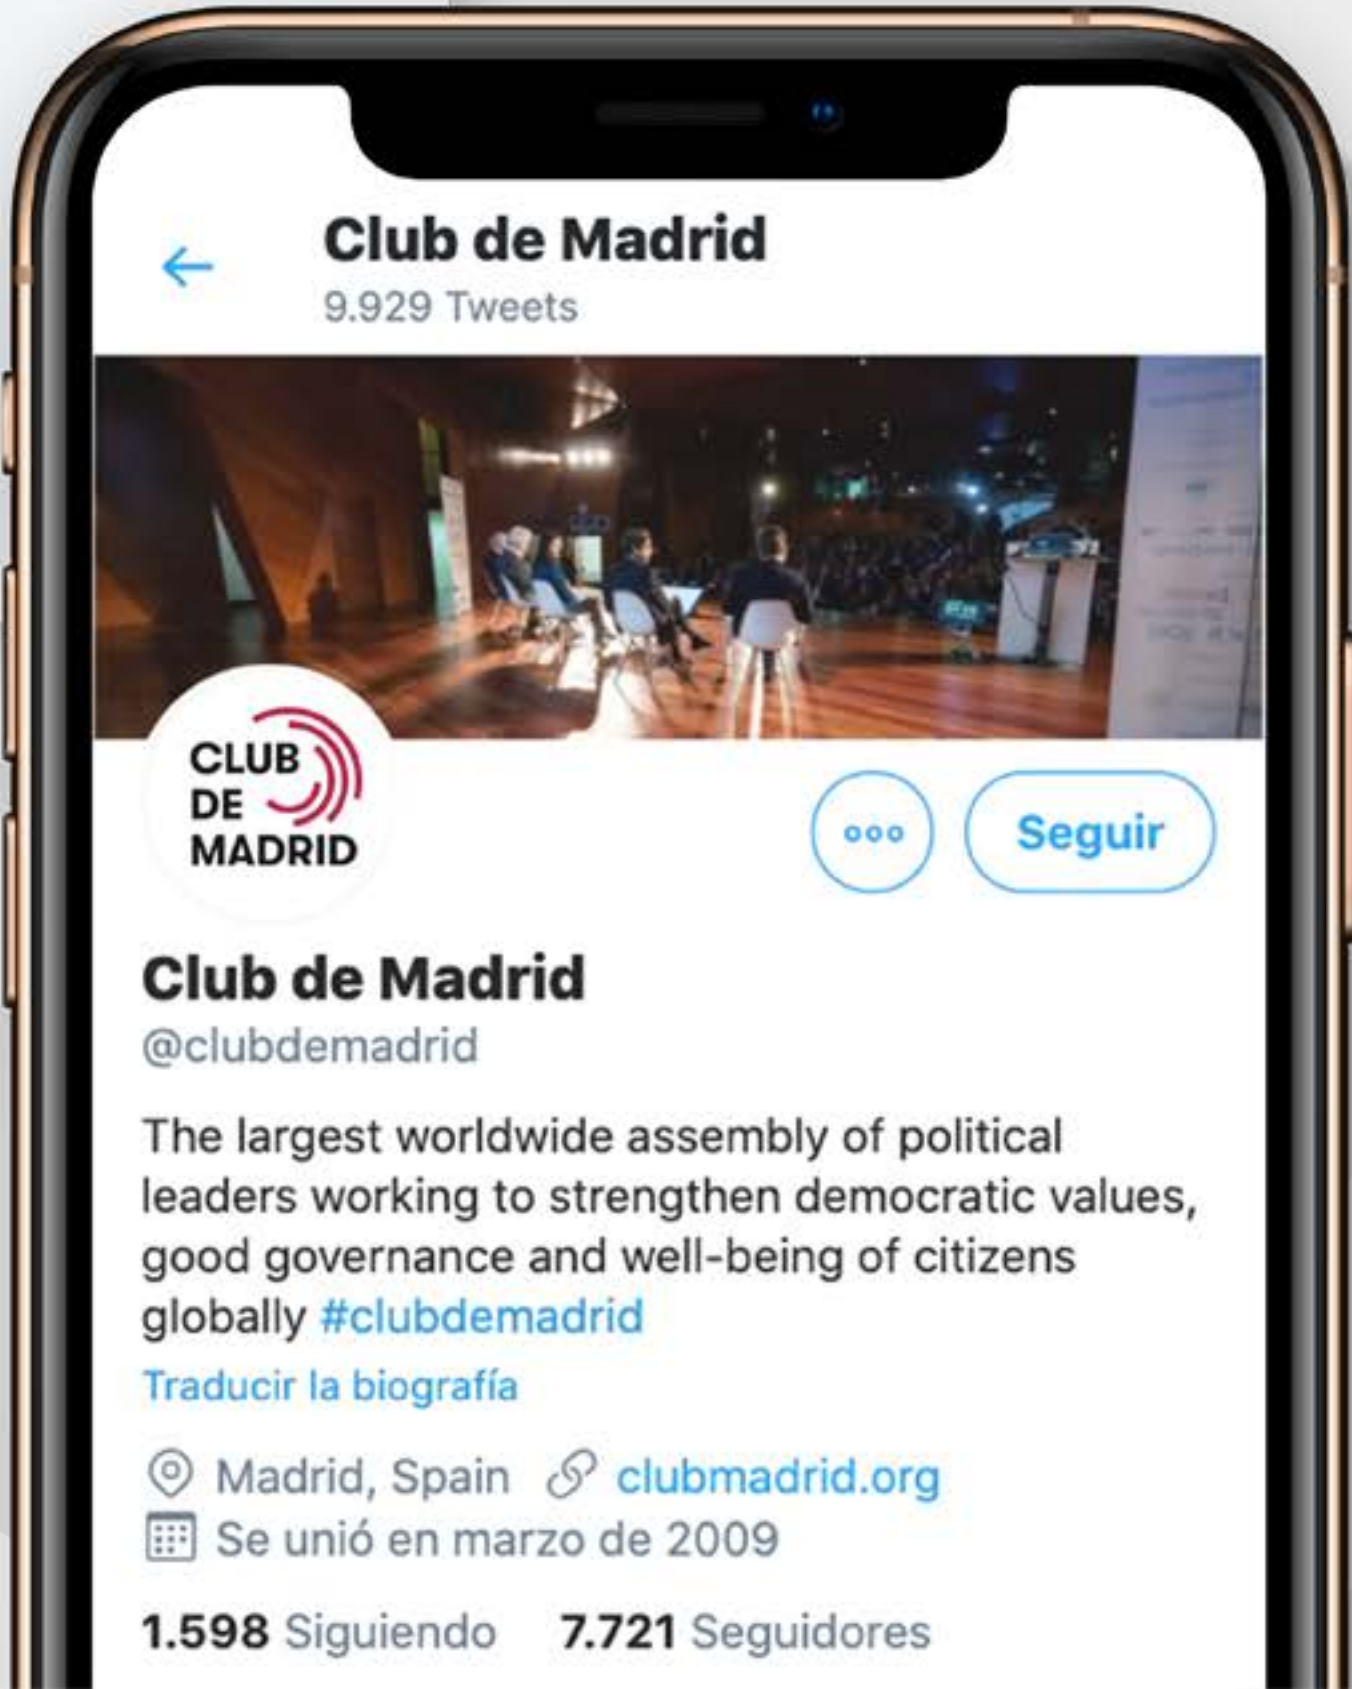 Club de Madrid
9.929 Tweets
CLUB
DE
MADRID
Seguir
Club de Madrid
@clubdemadrid
The largest worldwide assembly of political
leaders working to strengthen democratic values,
good governance and well-being of citizens
globally #clubdemadrid
Traducir la biografía
Madrid, Spain clubmadrid.org
Se unió en marzo de 2009
1.598 Siguiendo 7.721 Seguidores